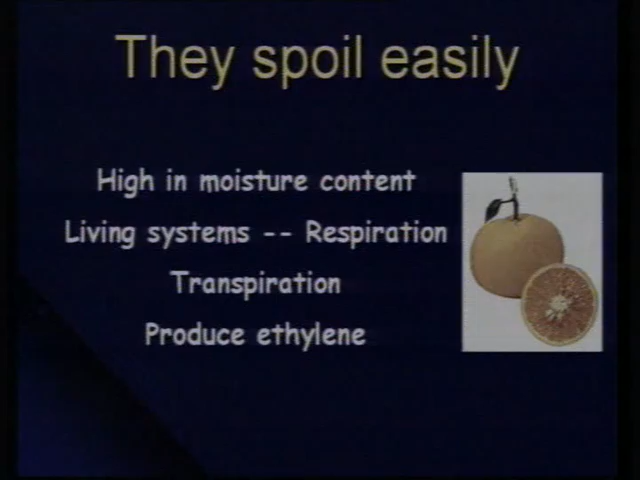 They spoil easily
High in moisture content
Living systems -- Respiration
Transpiration
Produce ethylene